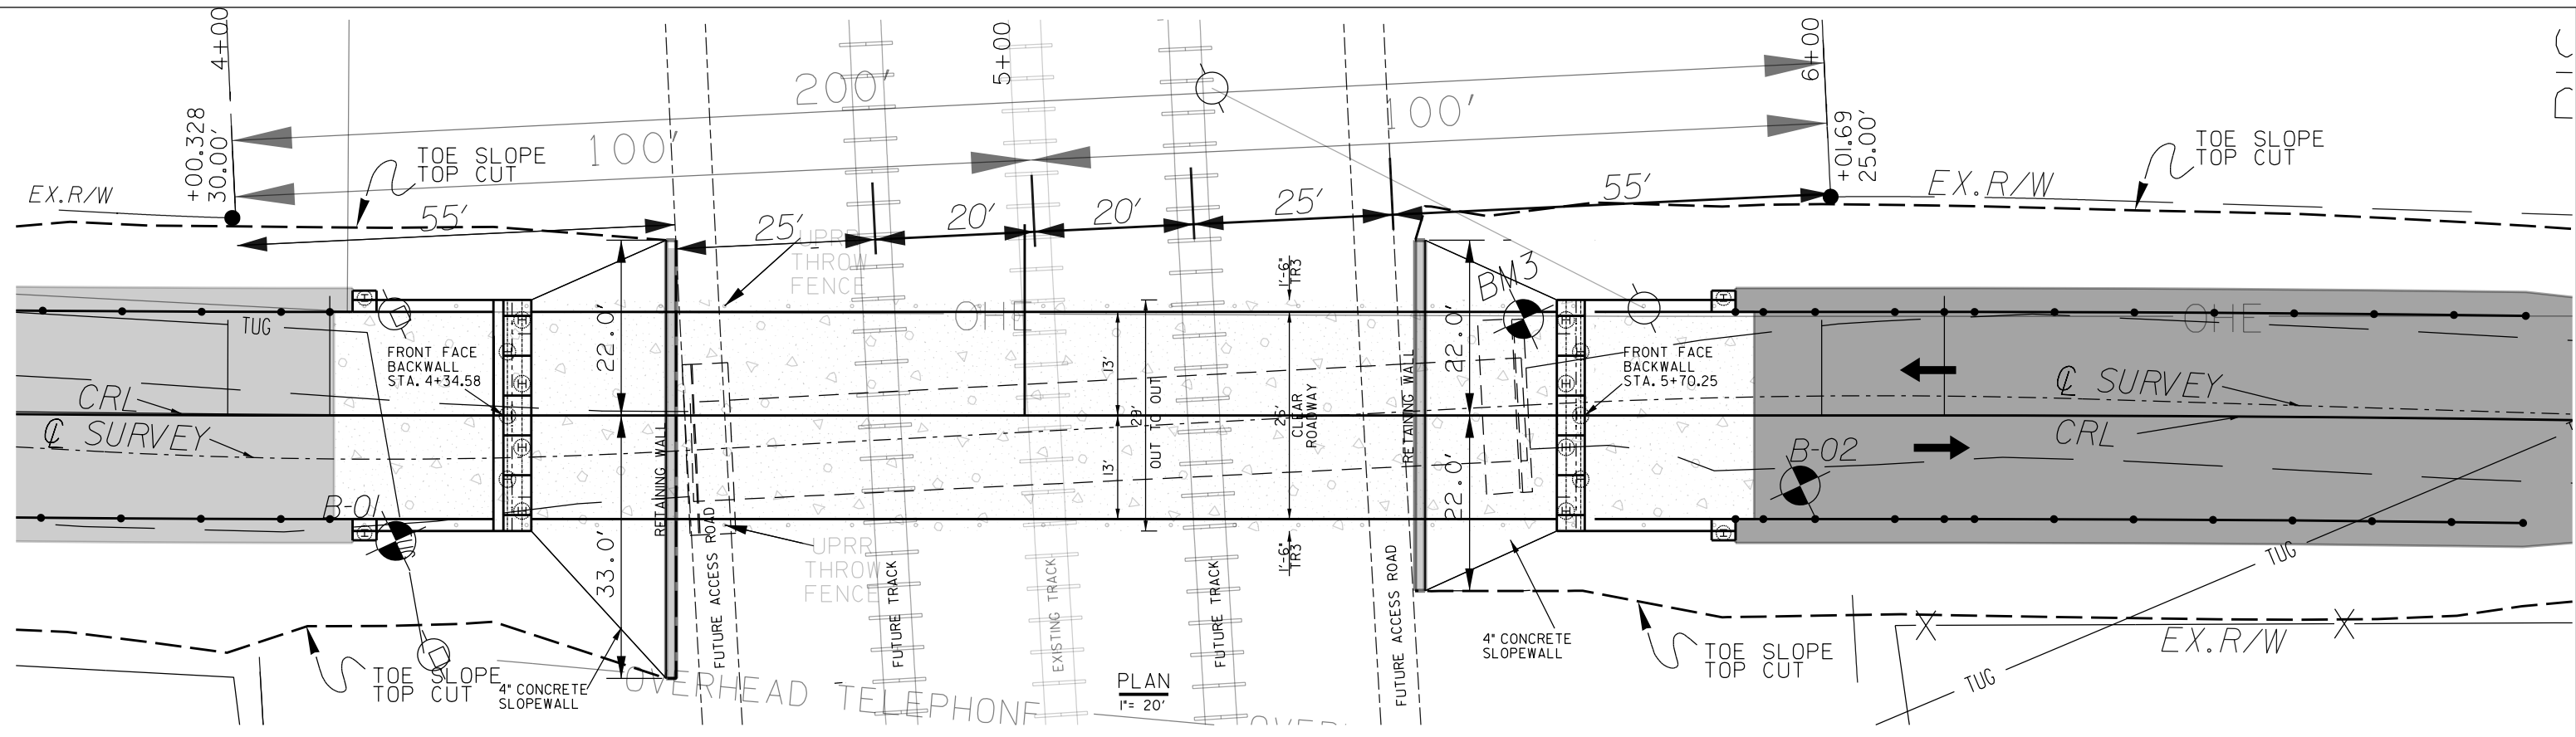 4+00
5+00
6+00
200'
100'
100'
+00.328
30.00'
+01.69
25.00'
TOE SLOPE
TOP CUT
TOE SLOPE
TOP CUT
EX.R/W
EX.R/W
55'
25'
20'
20'
25'
55'
UPRR
THROW
FENCE
OHE
OHE
1'-6"
TR3
BM3
TUG
22.0'
22.0'
FRONT FACE
BACKWALL
STA. 4+34.58
FRONT FACE
BACKWALL
STA. 5+70.25
13'
29'
OUT TO OUT
26'
CLEAR
ROADWAY
13'
CRL
℄ SURVEY
℄ SURVEY
CRL
RETAINING WALL
RETAINING WALL
B-01
B-02
33.0'
22.0'
1'-6"
TR3
UPRR
THROW
FENCE
FUTURE ACCESS ROAD
FUTURE TRACK
EXISTING TRACK
FUTURE TRACK
FUTURE ACCESS ROAD
TUG
TUG
4" CONCRETE
SLOPEWALL
4" CONCRETE
SLOPEWALL
TOE SLOPE
TOP CUT
TOE SLOPE
TOP CUT
EX.R/W
OVERHEAD TELEPHONE
PLAN
1"= 20'